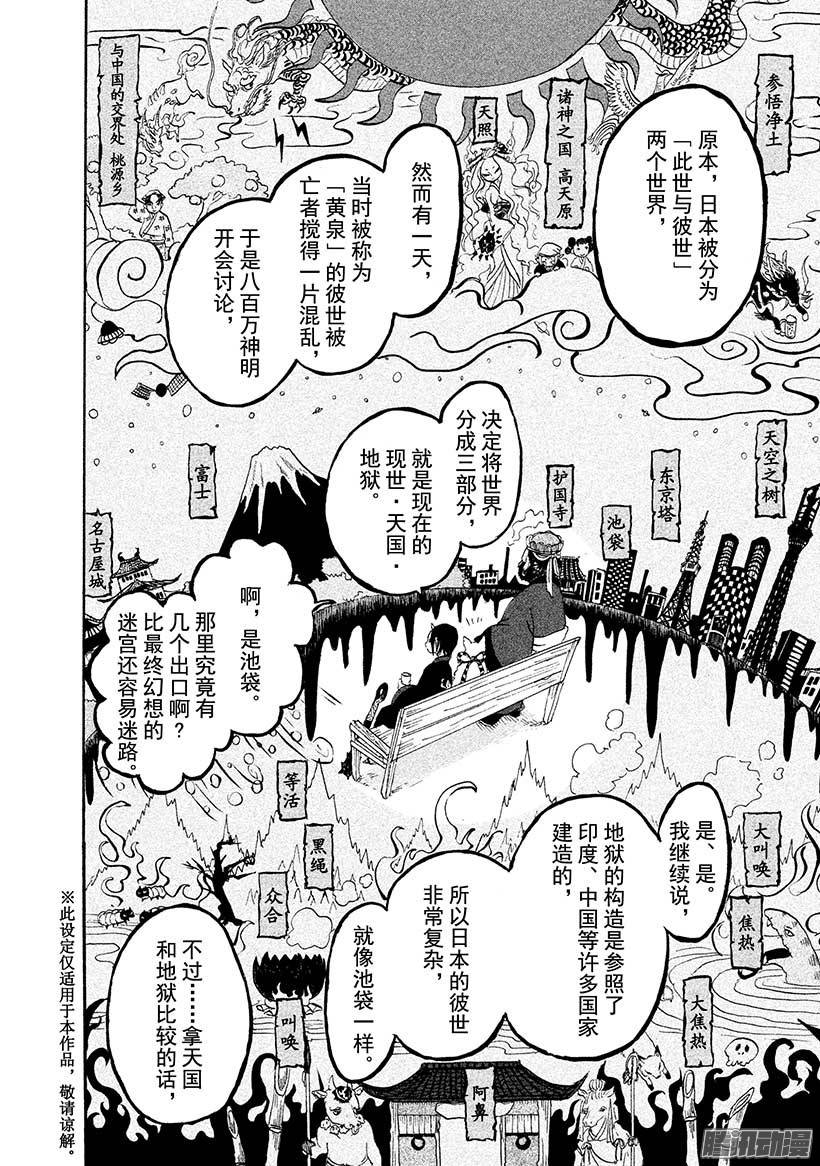 参悟净土
原本，日本被分为
「此世与彼世」
两个世界，
诸神之国 高天原
天照
与中国的交界处 桃源乡
然而有一天，
当时被称为
「黄泉」的彼世被
亡者搅得一片混乱，
于是八百万神明
开会讨论，
天空之树
东京塔
池袋
护国寺
富士
名古屋城
决定将世界
分成三部分，
就是现在的
现世·天国·
地狱。
啊，是池袋。
那里究竟有
几个出口啊？
比最终幻想的
迷宫还容易迷路。
是、是。
我继续说，
地狱的构造是参照了
印度、中国等许多国家
建造的，
所以日本的彼世
非常复杂，
就像池袋一样。
大叫唤
焦热
大焦热
等活
黑绳
众合
叫唤
阿鼻
不过……拿天国
和地狱比较的话，
※此设定仅适用于本作品，敬请谅解。
腾讯动漫